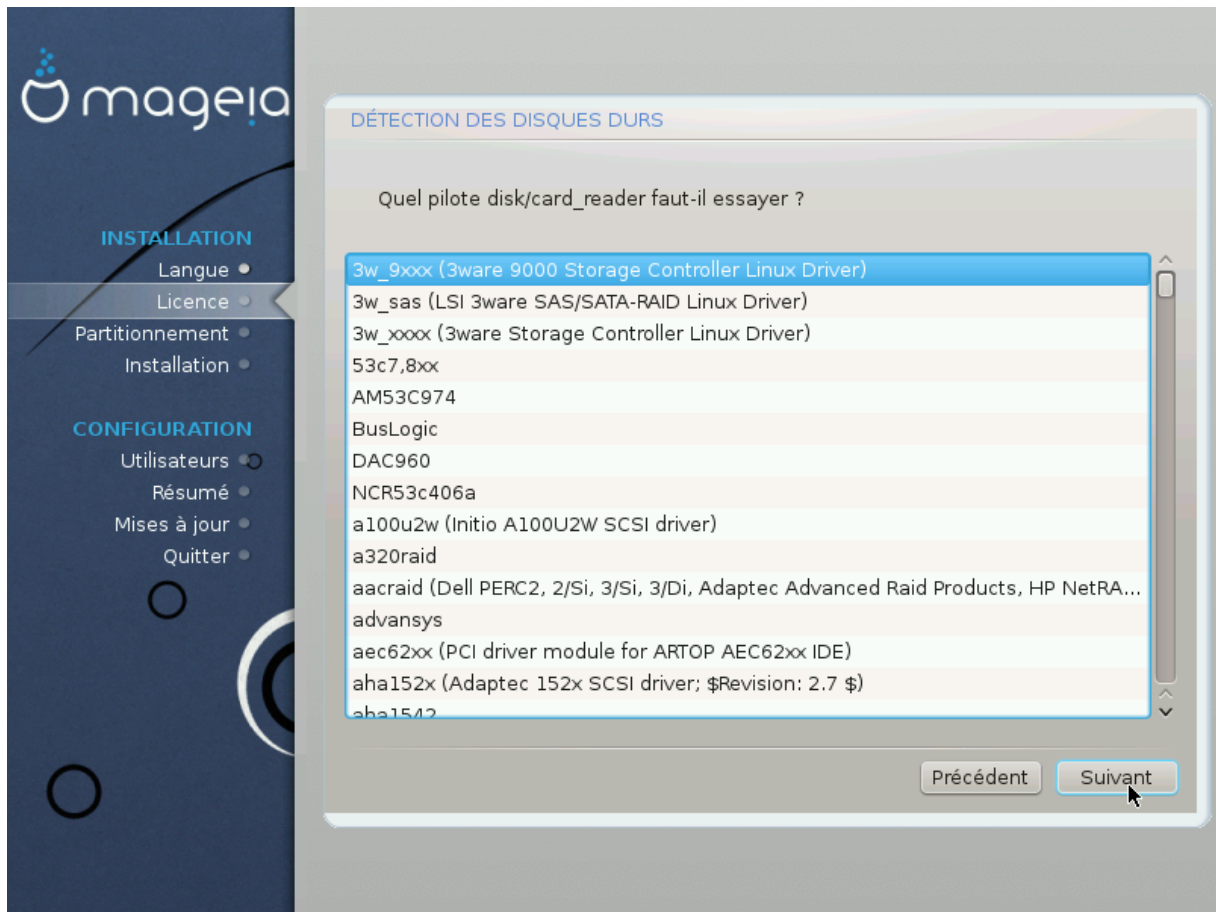 mageia
INSTALLATION
Langue
Licence
Partitionnement
Installation
CONFIGURATION
Utilisateurs
Résumé
Mises à jour
Quitter
DÉTECTION DES DISQUES DURS
Quel pilote disk/card_reader faut-il essayer ?
3w_9xxx (3ware 9000 Storage Controller Linux Driver)
3w_sas (LSI 3ware SAS/SATA-RAID Linux Driver)
3w_xxxx (3ware Storage Controller Linux Driver)
53c7,8xx
AM53C974
BusLogic
DAC960
NCR53c406a
a100u2w (Initio A100U2W SCSI driver)
a320raid
aacraid (Dell PERC2, 2/Si, 3/Si, 3/Di, Adaptec Advanced Raid Products, HP NetRA...
advansys
aec62xx (PCI driver module for ARTOP AEC62xx IDE)
aha152x (Adaptec 152x SCSI driver; $Revision: 2.7 $)
aha1542
Précédent
Suivant